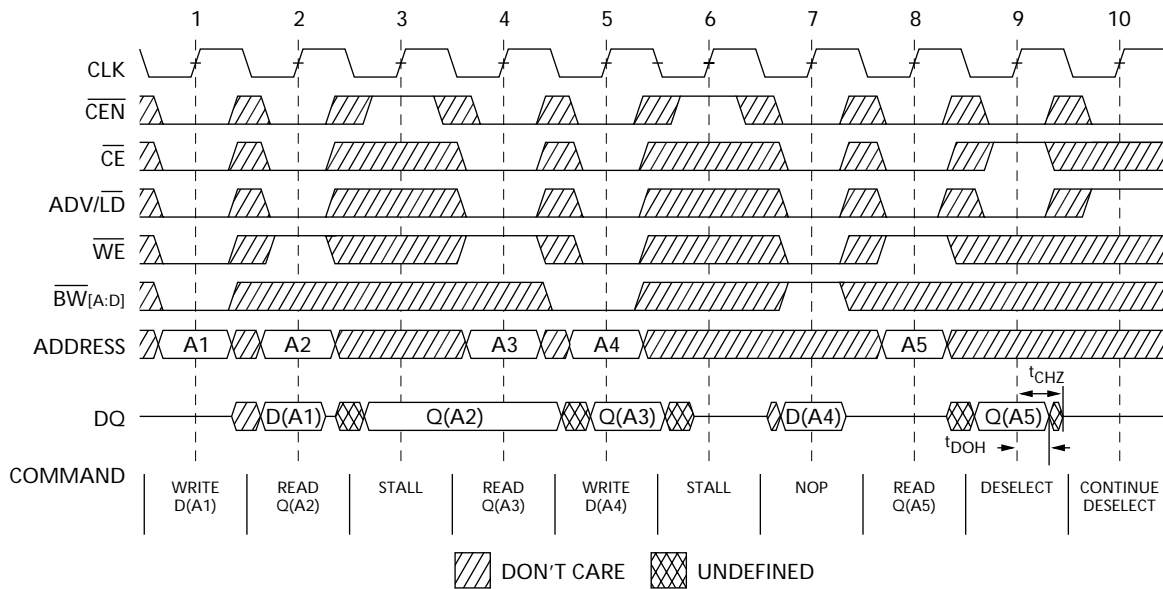 1 2 3 4 5 6 7 8 9 10
CLK
CEN
CE
ADV/LD
WE
BW[A:D]
ADDRESS A1 A2 A3 A4 A5
tCHZ
DQ D(A1) Q(A2) Q(A3) D(A4) Q(A5)
tDOH
COMMAND
WRITE READ STALL READ WRITE STALL NOP READ DESELECT CONTINUE
D(A1) Q(A2) Q(A3) D(A4) Q(A5) DESELECT
DON'T CARE UNDEFINED